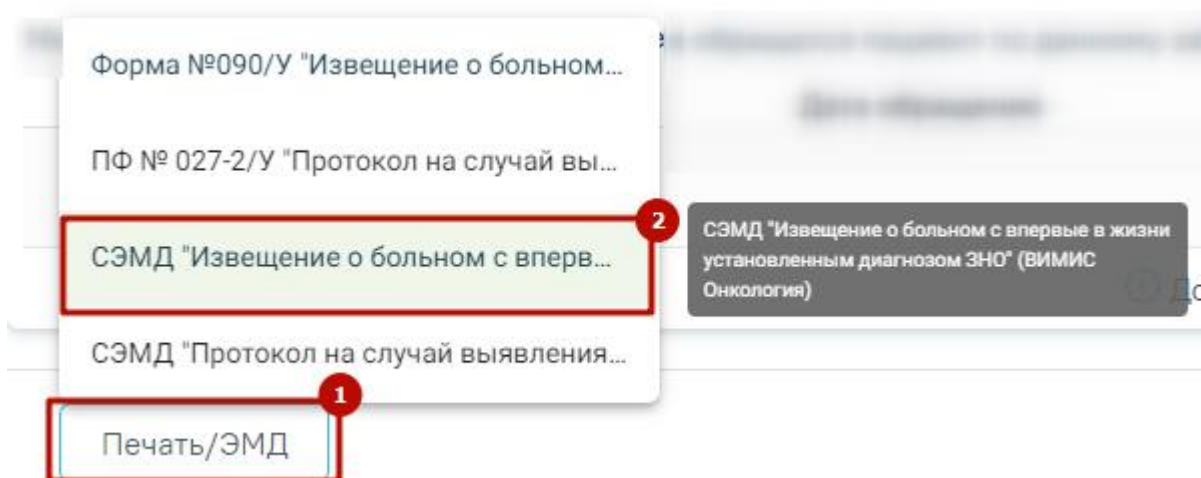 Форма №090/У "Извещение о больном...
ПФ № 027-2/У "Протокол на случай вы...
2
СЭМД "Извещение о больном с вперв...
СЭМД "Извещение о больном с впервые в жизни
установленным диагнозом ЗНО" (ВИМИС
Онкология)
До
СЭМД "Протокол на случай выявления...
1
Печать/ЭМД